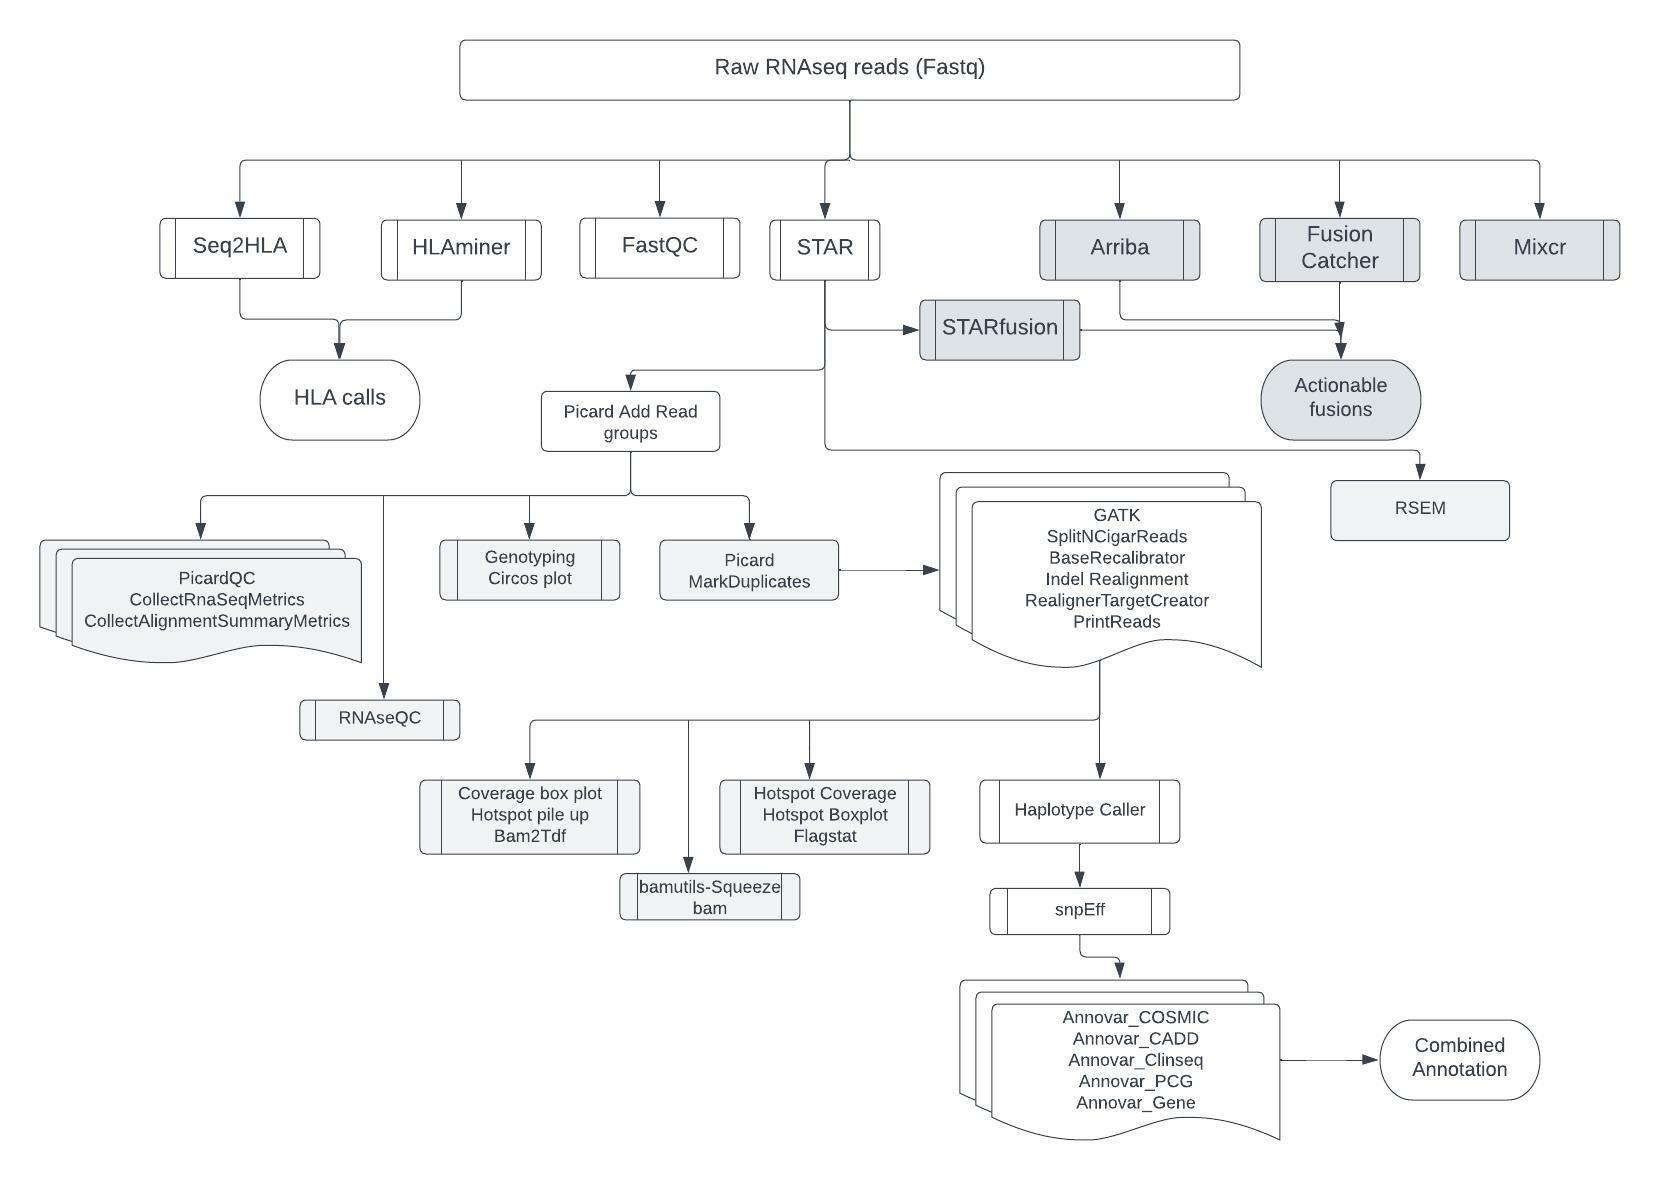 Raw RNAseq reads (Fastq)
Seq2HLA
HLAminer
FastQC
STAR
Arriba
Fusion
Catcher
Mixcr
STARfusion
HLA calls
Actionable
fusions
Picard Add Read
groups
RSEM
PicardQC
CollectRnaSeqMetrics
CollectAlignmentSummaryMetrics
Genotyping
Circos plot
Picard
MarkDuplicates
GATK
SplitNCigarReads
BaseRecalibrator
Indel Realignment
RealignerTargetCreator
PrintReads
RNAseQC
Coverage box plot
Hotspot pile up
Bam2Tdf
Hotspot Coverage
Hotspot Boxplot
Flagstat
Haplotype Caller
bamutils-Squeeze
bam
snpEff
Annovar_COSMIC
Annovar_CADD
Annovar_Clinseq
Annovar_PCG
Annovar_Gene
Combined
Annotation